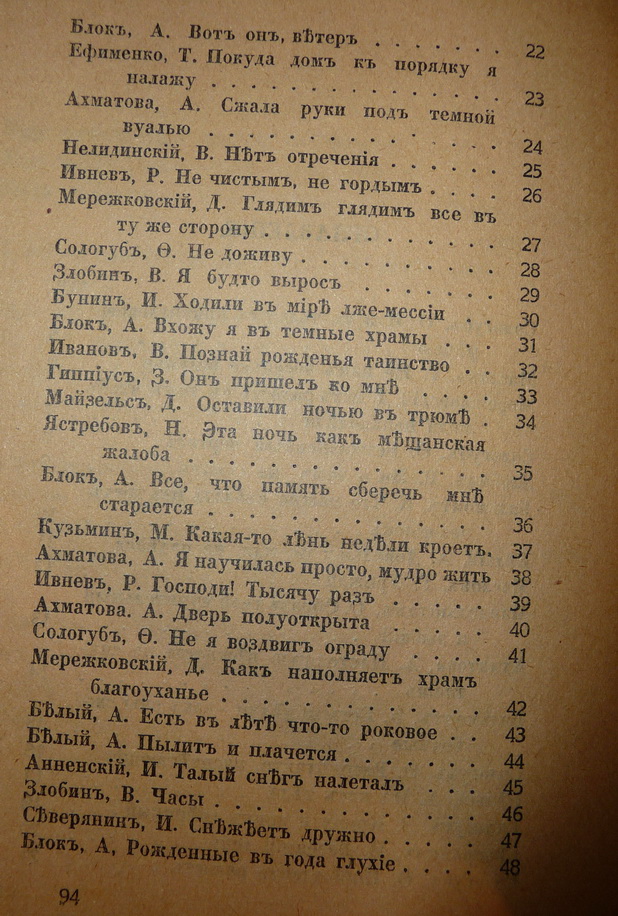 Блокъ, А. Вотъ онъ, вѣтеръ . . . . . . . 22
Ефименко, Т. Покуда домъ къ порядку я
налажу . . . . . . . . . . . . . 23
Ахматова, А. Сжала руки подъ темной
вуалью . . . . . . . . . . . . . 24
Нелидинскій, В. Нѣтъ отреченія . . . . . . 25
Ивневъ, Р. Не чистымъ, не гордымъ . . . . 26
Мережковскій, Д. Глядимъ глядимъ все въ
ту же сторону . . . . . . . . . . 27
Сологубъ, Ѳ. Не доживу . . . . . . . . . 28
Злобин, В. Я будто выросъ . . . . . . . 29
Бунинъ, И. Ходили въ мірѣ лже-мессіи . . 30
Блокъ, А. Вхожу я въ темные храмы . . . 31
Ивановъ, В. Познай рожденья таинство . . 32
Гиппіусъ, З. Онъ пришелъ ко мнѣ . . . . 33
Майзельсъ, Д. Оставили ночью въ трюмѣ . 34
Ястребовъ, Н. Эта ночь какъ мѣщанская
жалоба . . . . . . . . . . . . . 35
Блокъ, А. Все, что память сберечь мнѣ
старается . . . . . . . . . . . . 36
Кузьминъ, М. Какая-то лѣнь недѣли кроетъ. 37
Ахматова, А. Я научилась просто, мудро жить 38
Ивневъ, Р. Господи! Тысячу разъ . . . . . 39
Ахматова. А. Дверь полуоткрыта . . . . . 40
Сологубъ, Ѳ. Не я воздвиг ограду . . . . 41
Мережковскій, Д. Какъ наполняетъ храмъ
благоуханье . . . . . . . . . . . 42
Бѣлый, А. Есть въ лѣтѣ что-то роковое . . 43
Бѣлый, А. Пылитъ и плачется . . . . . . 44
Анненскій, И. Талый снѣгъ налеталъ . . . 45
Злобинъ, В. Часы . . . . . . . . . . . . 46
Сѣверянинъ, И. Снѣжѣетъ дружно . . . . . 47
Блокъ, А, Рожденные въ года глухіе . . . . 48
94